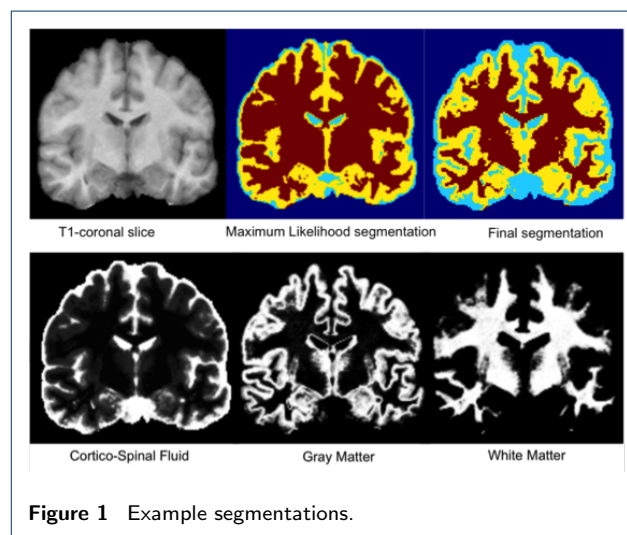 T1-coronal slice
Maximum Likelihood segmentation
Final segmentation
Cortico-Spinal Fluid
Gray Matter
White Matter
Figure 1 Example segmentations.